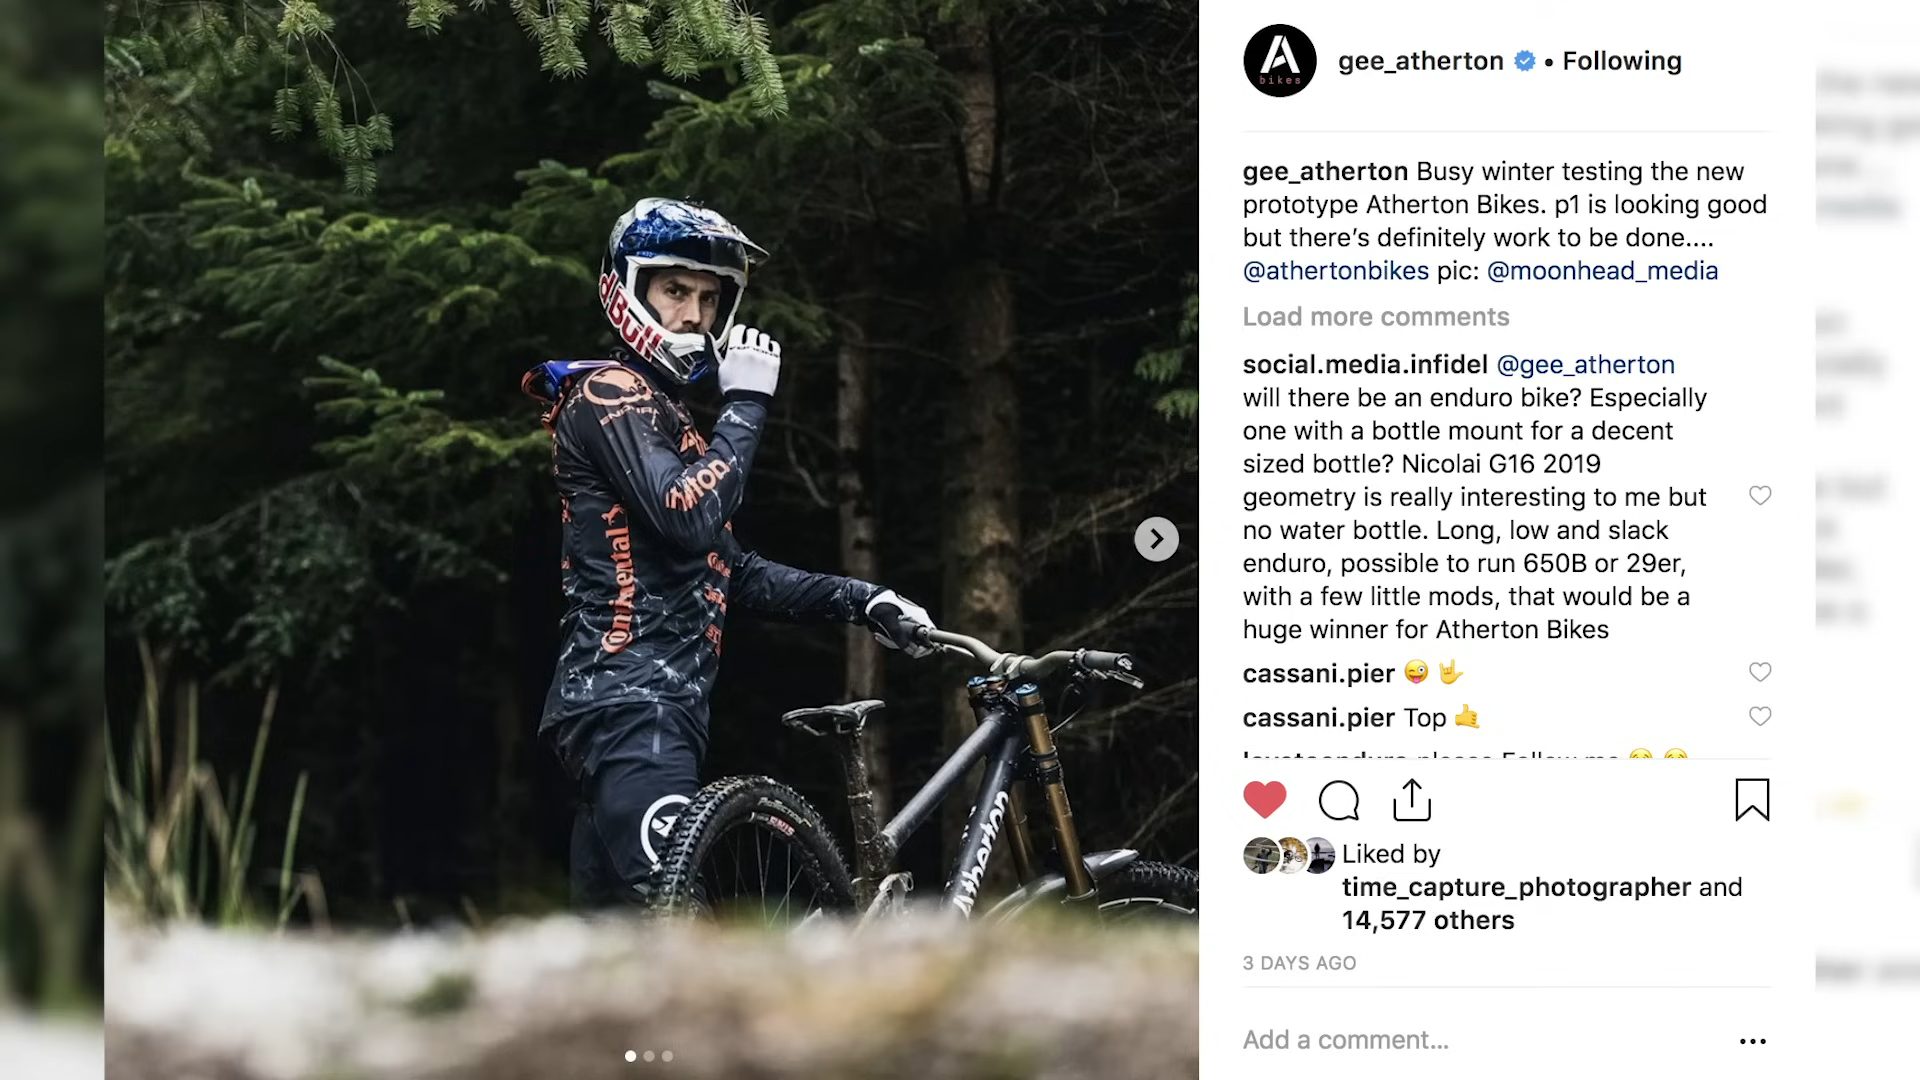 A
bikes
gee_atherton • Following
gee_atherton Busy winter testing the new
prototype Atherton Bikes. p1 is looking good
but there’s definitely work to be done....
@athertonbikes pic: @moonhead_media
Load more comments
social.media.infidel @gee_atherton
will there be an enduro bike? Especially
one with a bottle mount for a decent
sized bottle? Nicolai G16 2019
geometry is really interesting to me but
no water bottle. Long, low and slack
enduro, possible to run 650B or 29er,
with a few little mods, that would be a
huge winner for Atherton Bikes
cassani.pier 😜 🤟
cassani.pier Top 🤙
please Follow me
Liked by
time_capture_photographer and
14,577 others
3 DAYS AGO
Add a comment...
d Bull
Continental
Atherton